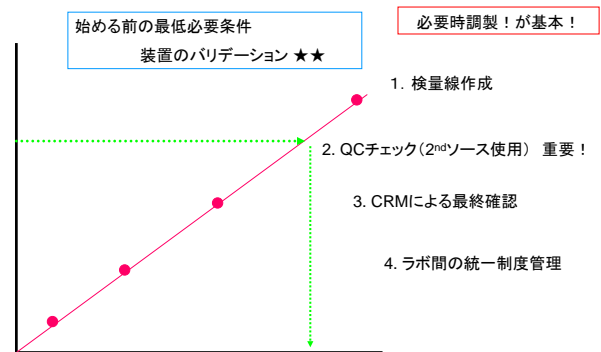 始める前の最低必要条件
装置のバリデーション ★★
必要時調製！が基本！
1. 検量線作成
2. QCチェック（2ndソース使用） 重要！
3. CRMによる最終確認
4. ラボ間の統一制度管理